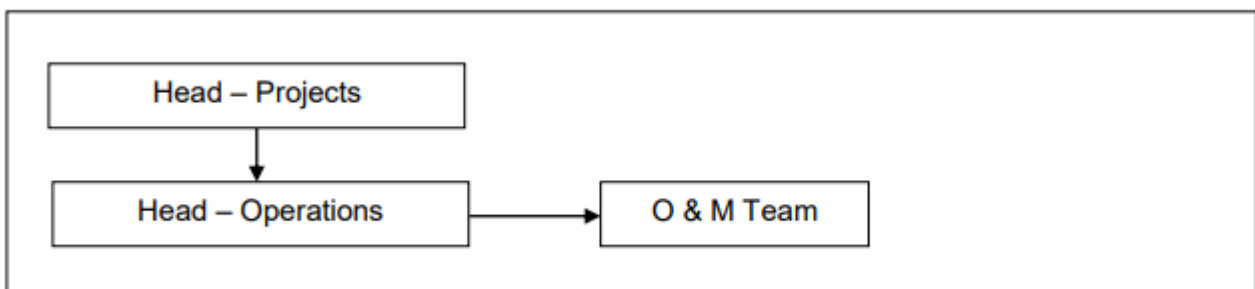 Head – Projects
Head – Operations
O & M Team